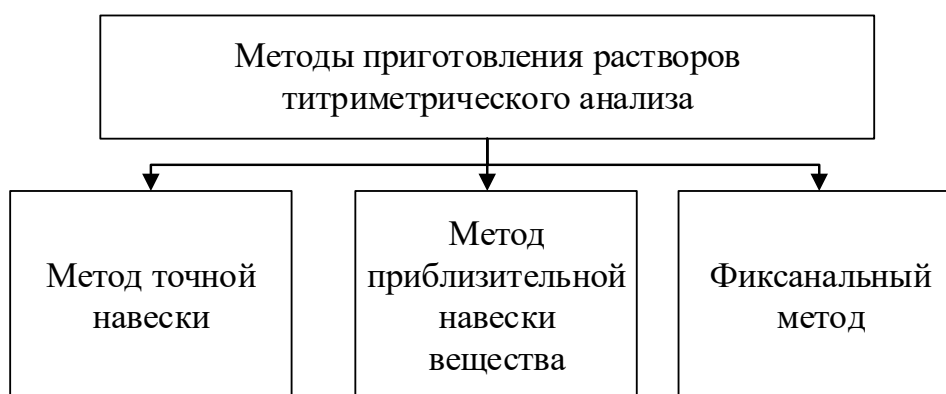 Методы приготовления растворов
титриметрического анализа
Метод точной
навески
Метод
приблизительной
навески
вещества
Фиксанальный
метод